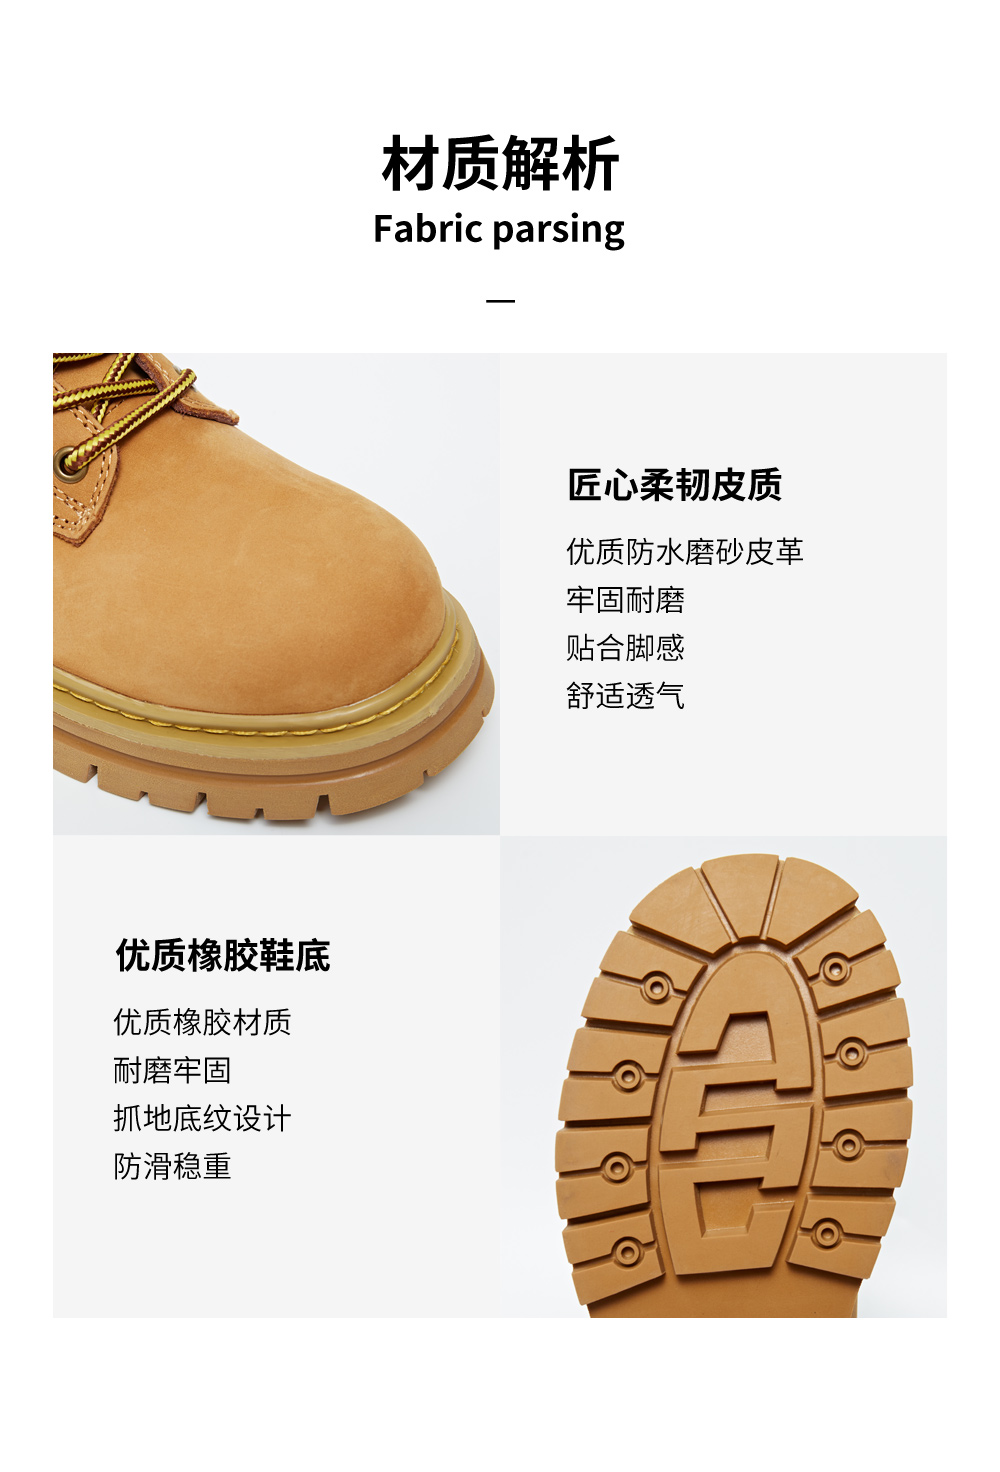 材质解析
Fabric parsing
匠心柔韧皮质
优质防水磨砂皮革
牢固耐磨
贴合脚感
舒适透气
优质橡胶鞋底
优质橡胶材质
耐磨牢固
抓地底纹设计
防滑稳重